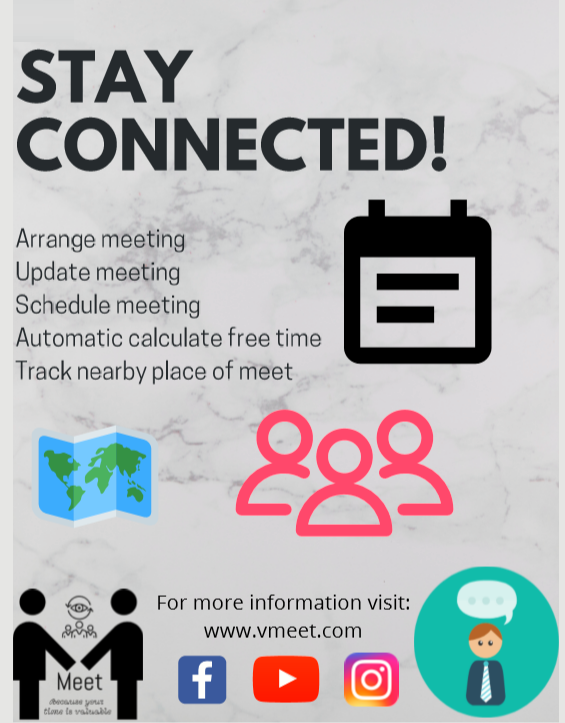 STAY
CONNECTED!
Arrange meeting
Update meeting
Schedule meeting
Automatic calculate free time
Track nearby place of meet
For more information visit:
www.vmeet.com
Meet
Because your
time is valuable